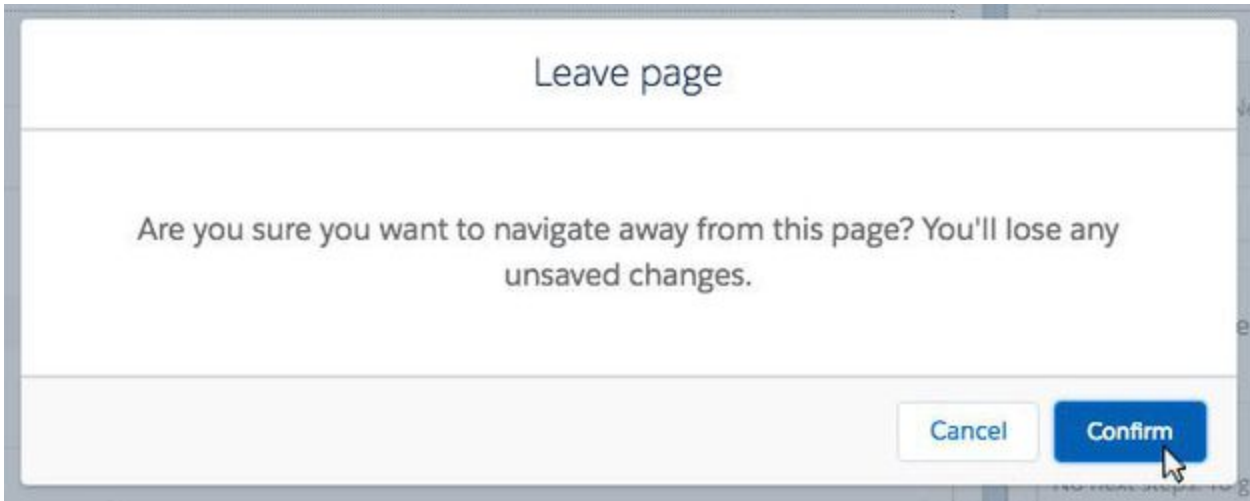 Leave page
Are you sure you want to navigate away from this page? You'll lose any
unsaved changes.
Cancel
Confirm